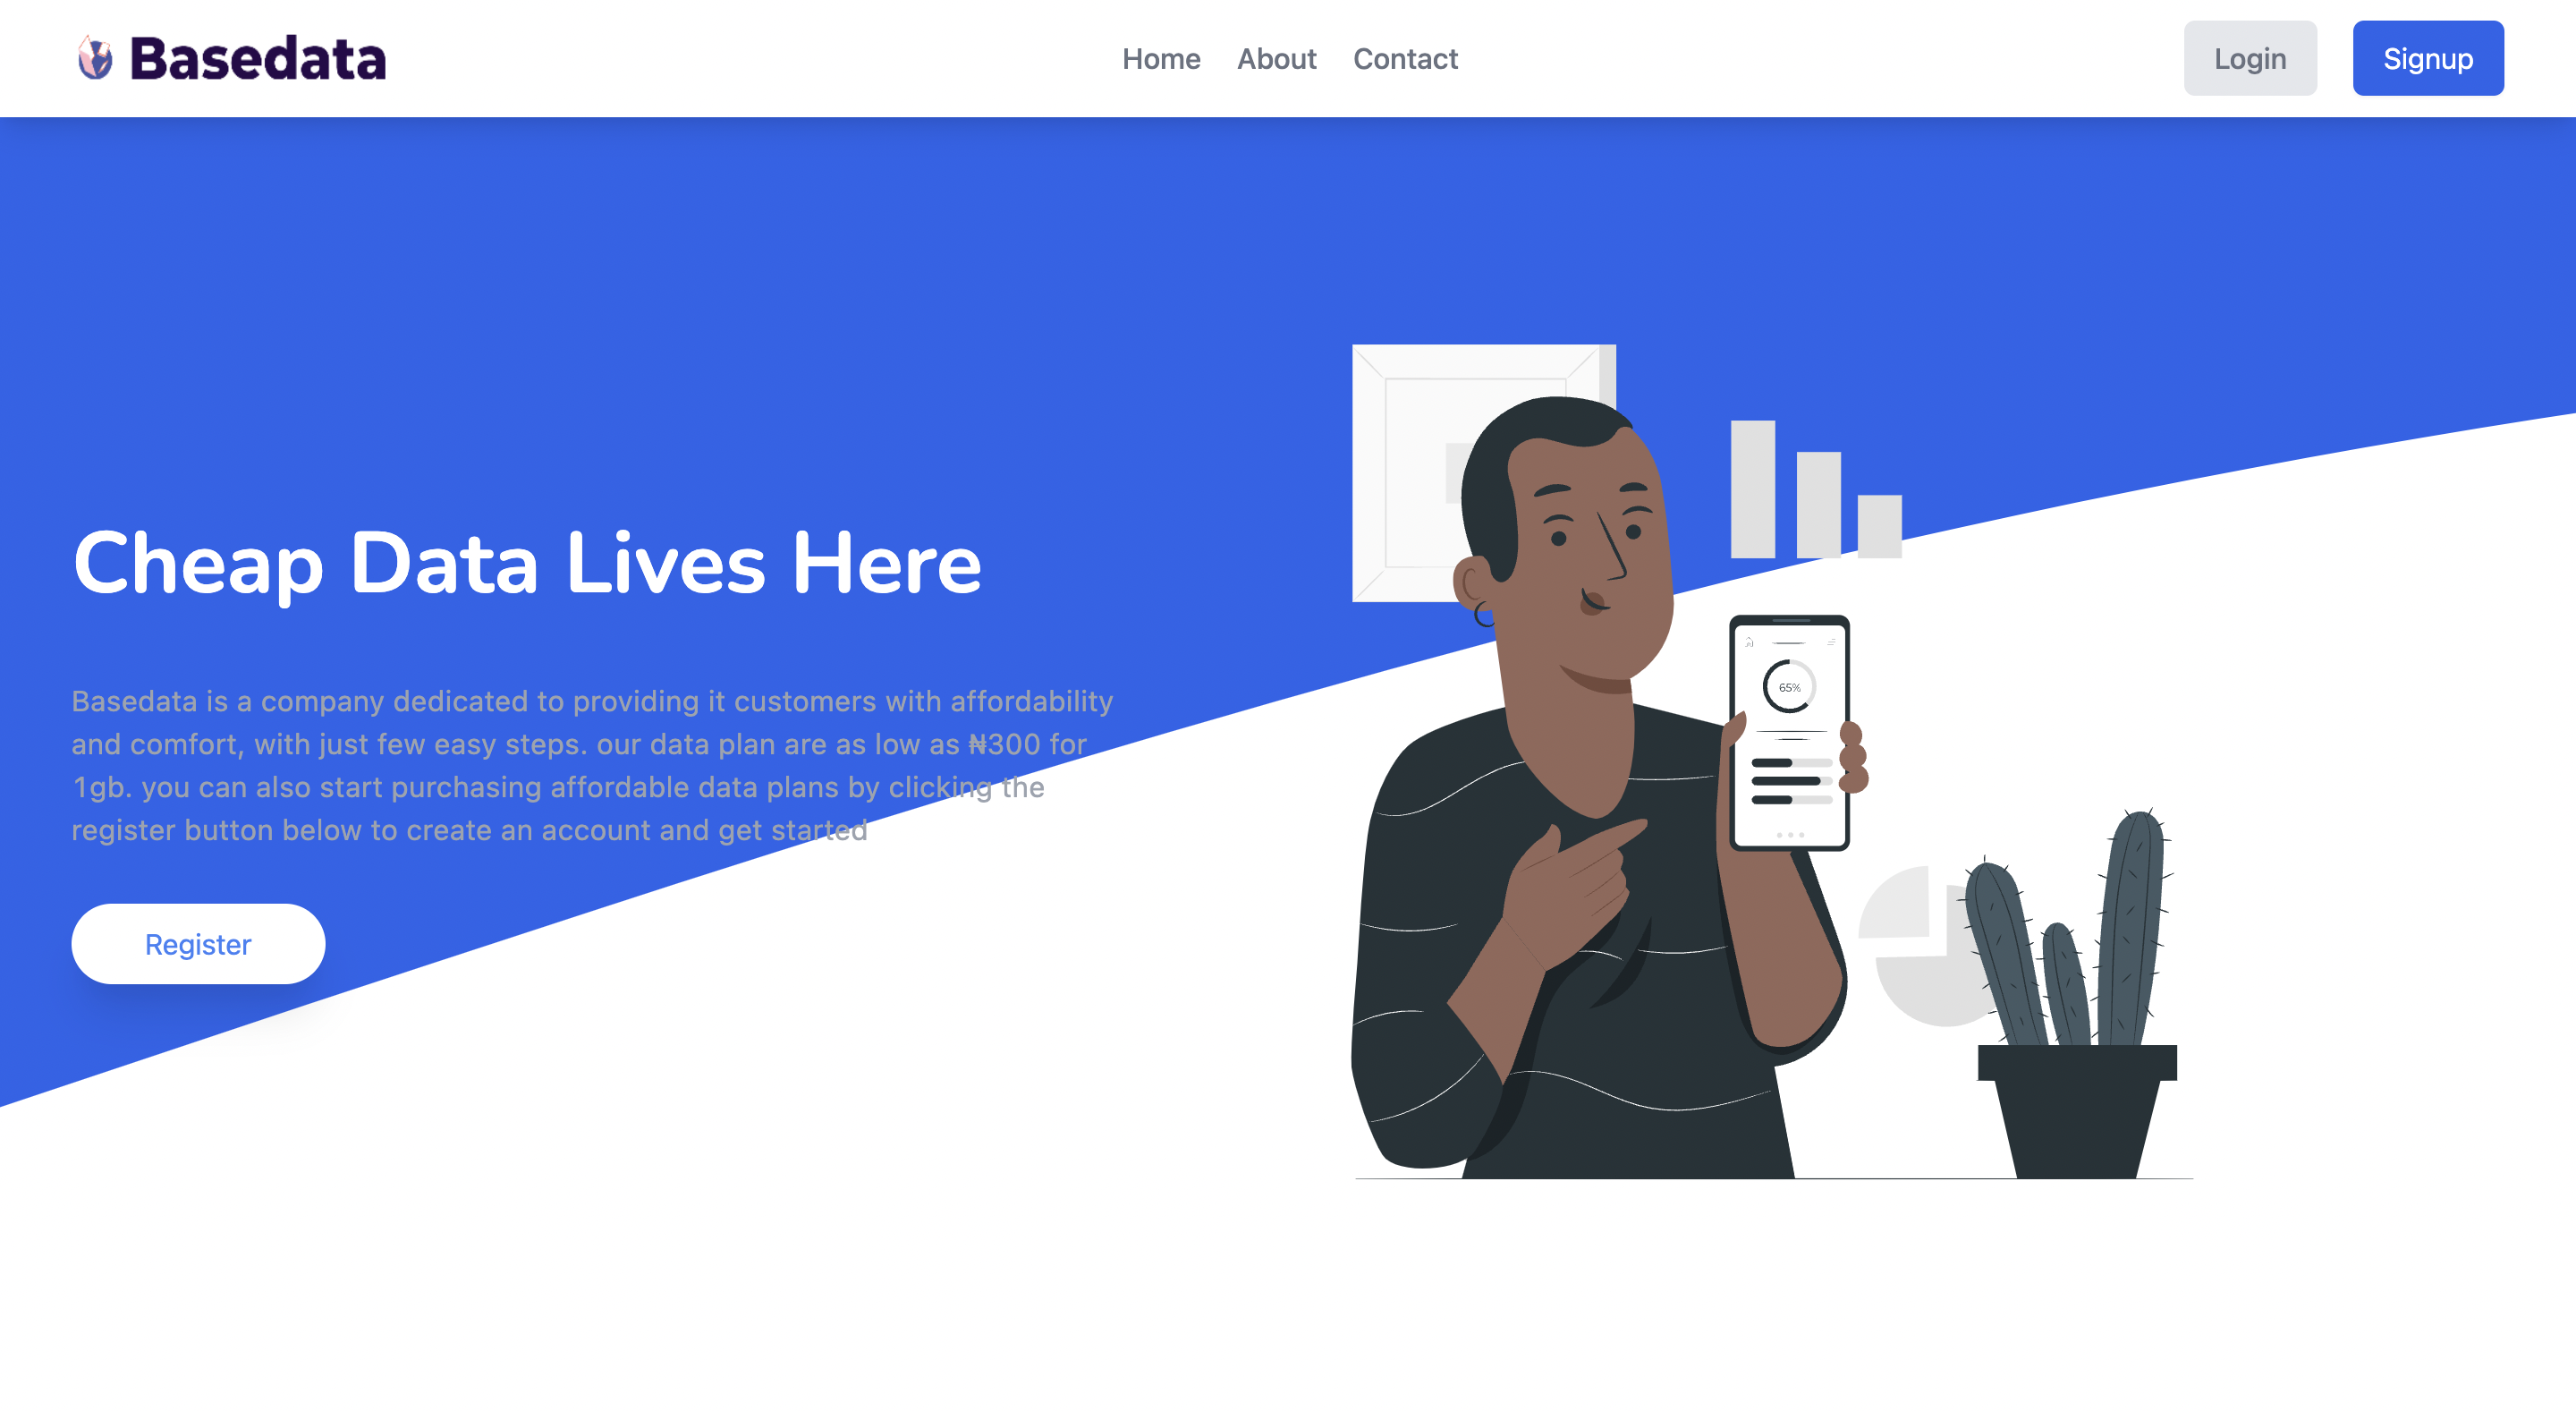 Basedata
Home About Contact
Login Signup
Cheap Data Lives Here
Basedata is a company dedicated to providing it customers with affordability
and comfort, with just few easy steps. our data plan are as low as ₦300 for
1gb. you can also start purchasing affordable data plans by clicking the
register button below to create an account and get started
Register
65%